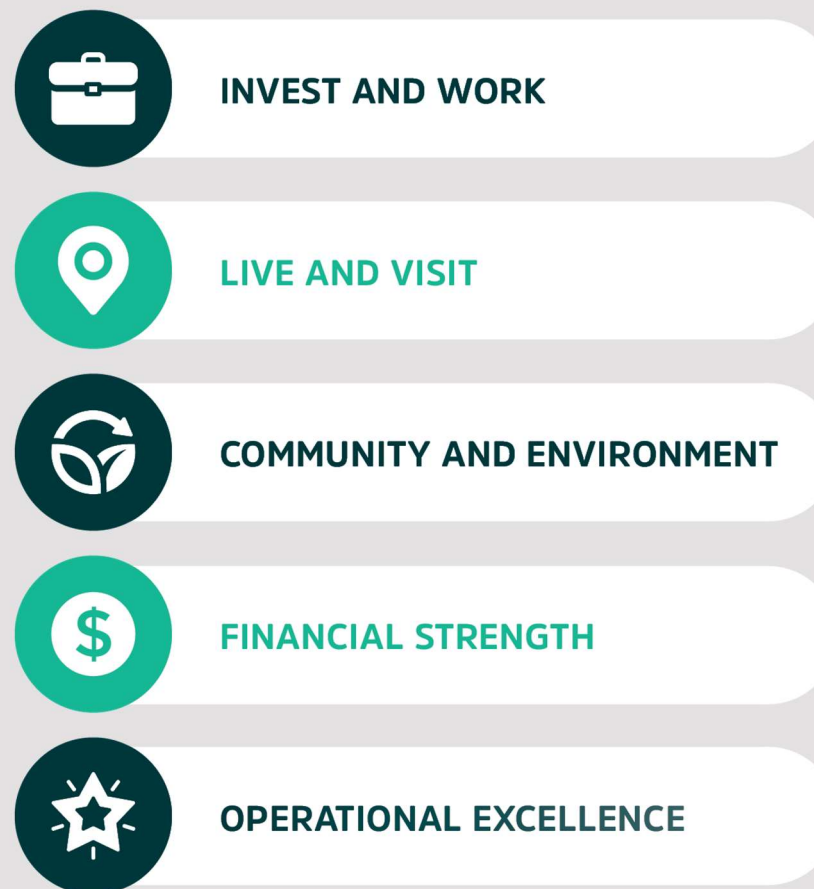 INVEST AND WORK
LIVE AND VISIT
COMMUNITY AND ENVIRONMENT
$
FINANCIAL STRENGTH
OPERATIONAL EXCELLENCE